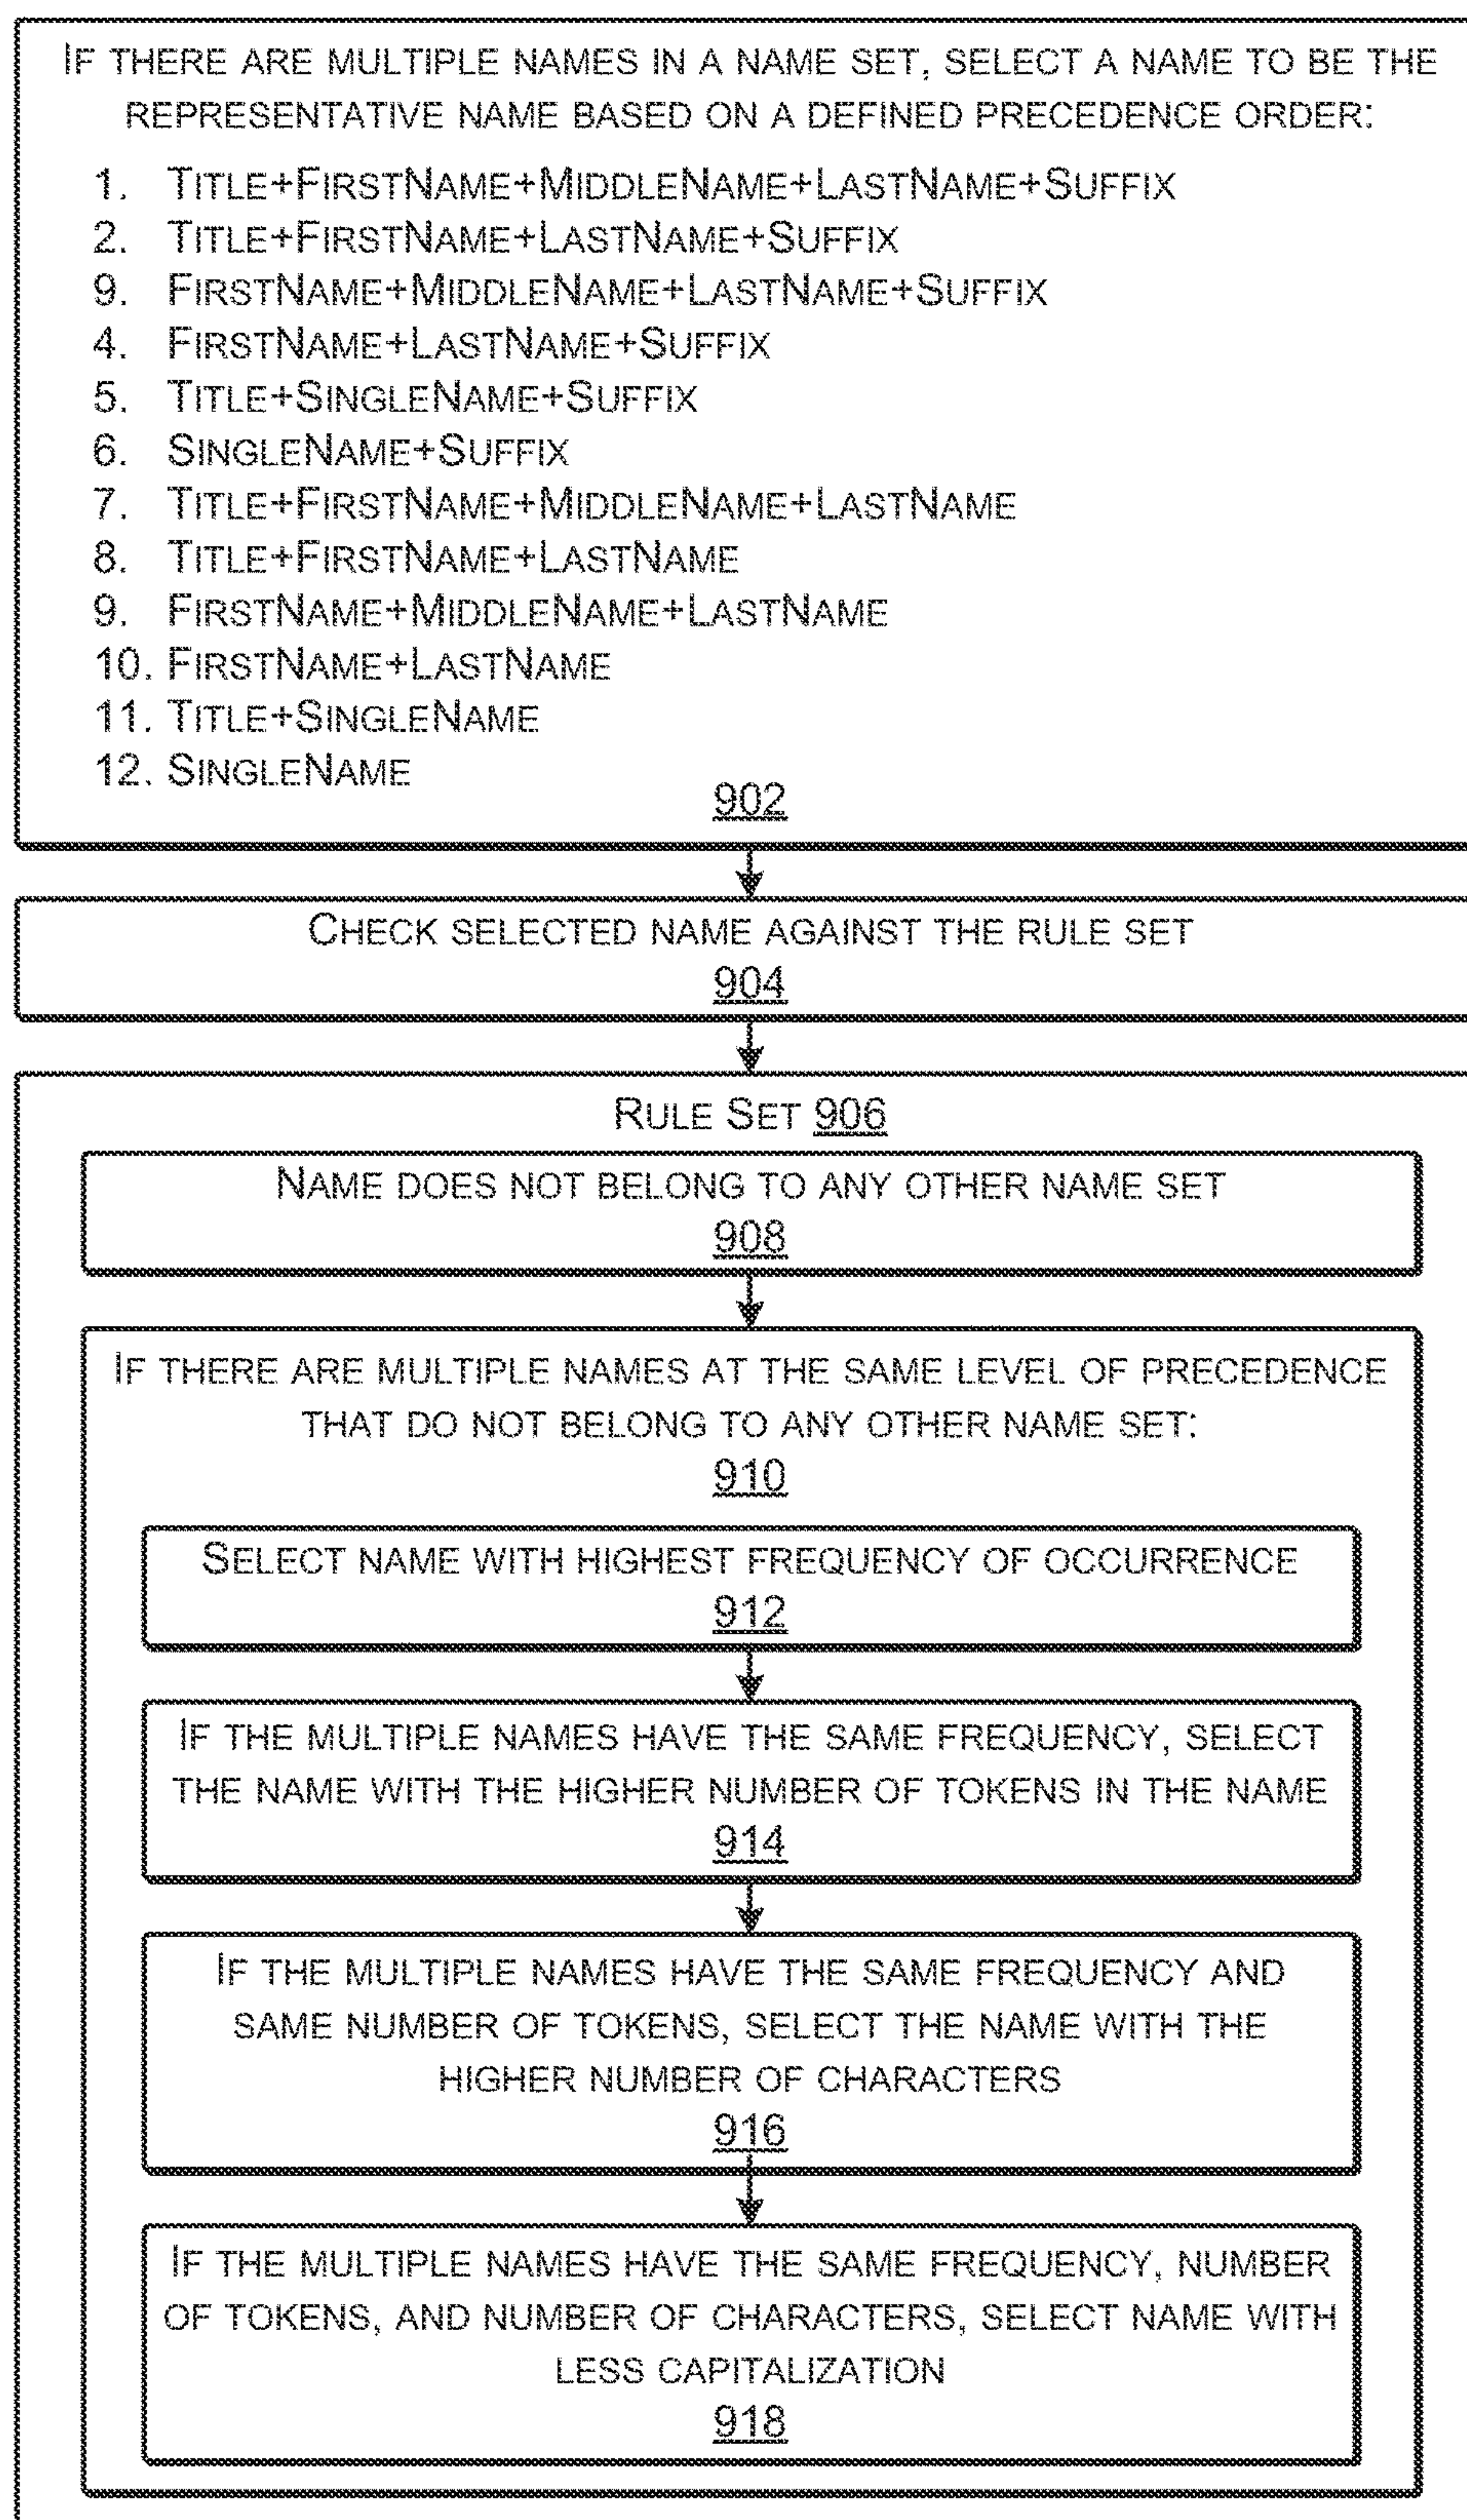 If there are multiple names in a name set, select a name to be the
representative name based on a defined precedence order:
1. Title+FirstName+MiddleName+LastName+Suffix
2. Title+FirstName+LastName+Suffix
9. FirstName+MiddleName+LastName+Suffix
4. FirstName+LastName+Suffix
5. Title+SingleName+Suffix
6. SingleName+Suffix
7. Title+FirstName+MiddleName+LastName
8. Title+FirstName+LastName
9. FirstName+MiddleName+LastName
10. FirstName+LastName
11. Title+SingleName
12. SingleName
902
Check selected name against the rule set
904
Rule Set 906
Name does not belong to any other name set
908
If there are multiple names at the same level of precedence
that do not belong to any other name set:
910
Select name with highest frequency of occurrence
912
If the multiple names have the same frequency, select
the name with the higher number of tokens in the name
914
If the multiple names have the same frequency and
same number of tokens, select the name with the
higher number of characters
916
If the multiple names have the same frequency, number
of tokens, and number of characters, select name with
less capitalization
918